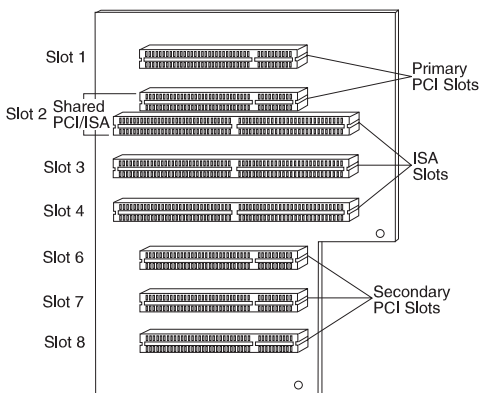 Slot 1
Primary
PCI Slots
Slot 2
Shared
PCI/ISA
ISA
Slots
Slot 3
Slot 4
Slot 6
Slot 7
Secondary
PCI Slots
Slot 8